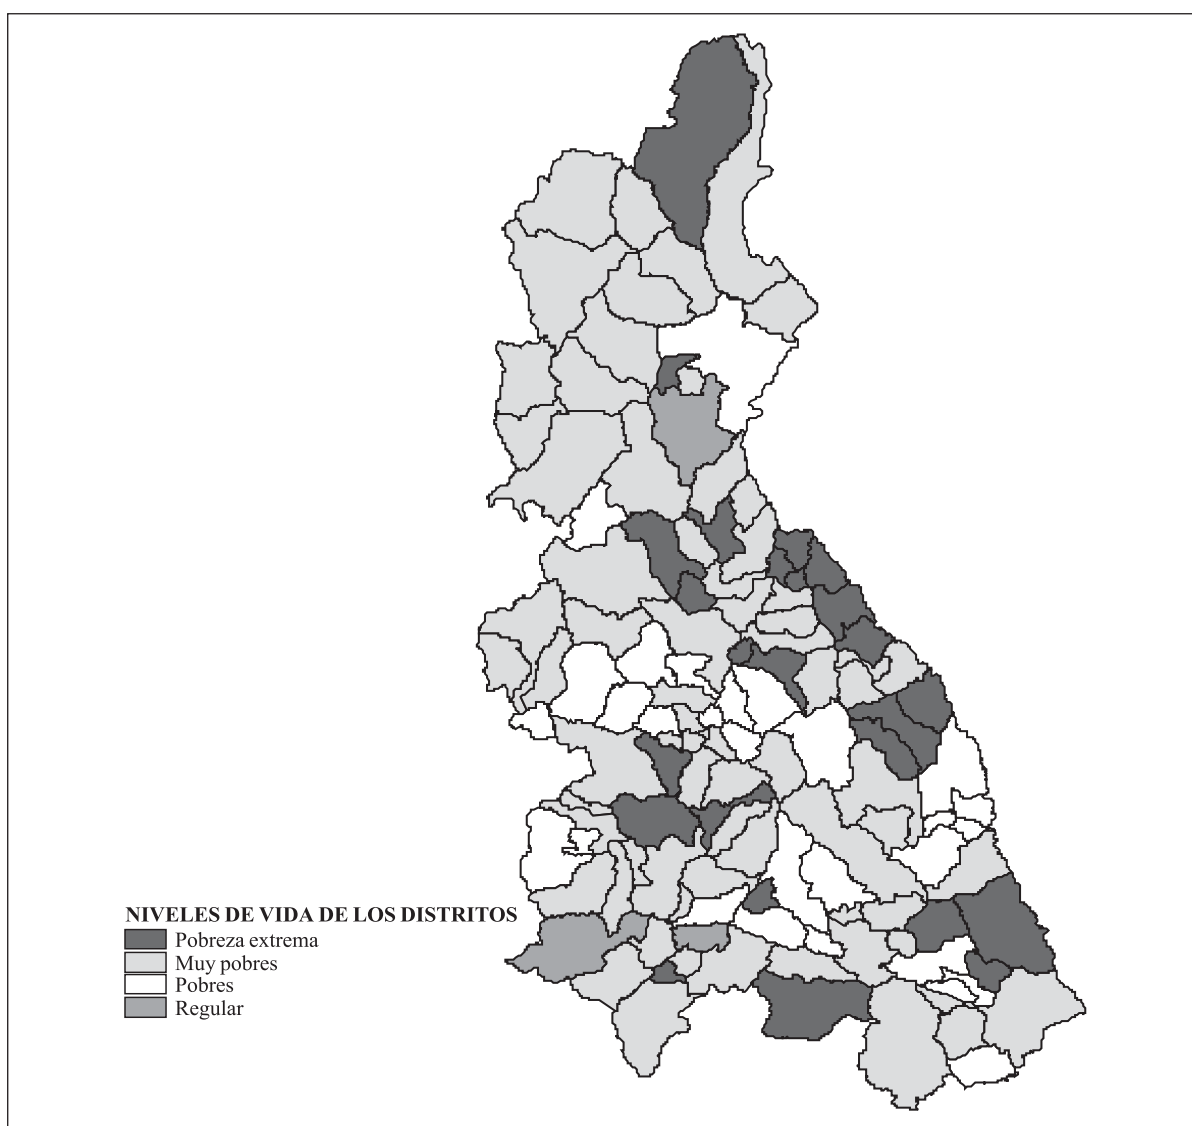 NIVELES DE VIDA DE LOS DISTRITOS
Pobreza extrema
Muy pobres
Pobres
Regular